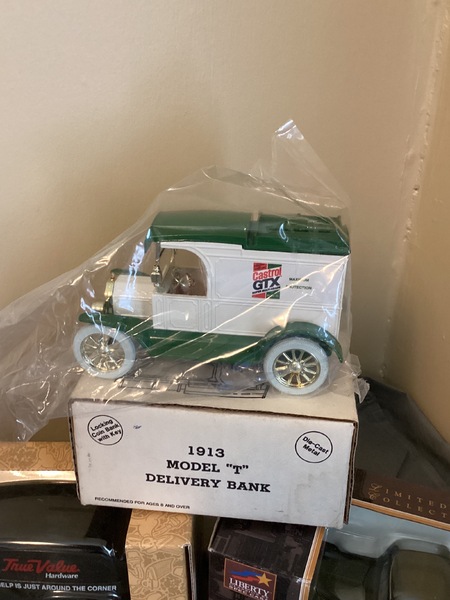 Castrol
GTX
Locking
Coin Bank
with Key
Die-Cast
Metal
1913
MODEL "T"
DELIVERY BANK
RECOMMENDED FOR AGES 8 AND OVER
LIMITED
COLLECT
True Value
Hardware
HELP IS JUST AROUND THE CORNER
LIBERTY